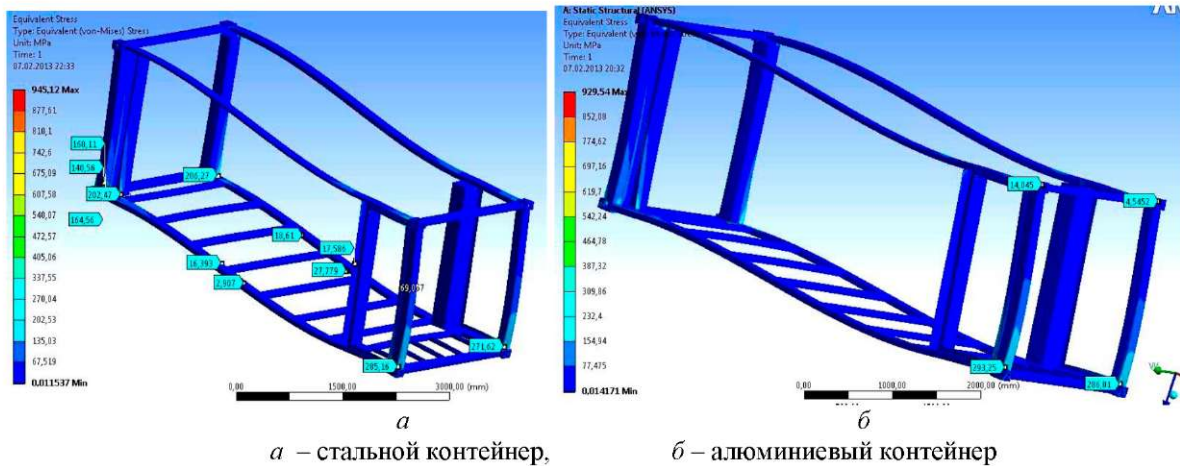 Equivalent Stress
Type: Equivalent (von-Mises) Stress
Unit: MPa
Time: 1
07.02.2013 22:33
945,12 Max
877,61
810,1
742,6
675,09
607,58
540,07
472,57
405,06
337,55
270,04
202,53
135,03
67,519
0,011537 Min
160,11
140,56
202,47
164,56
206,27
18,61
17,586
16,393
27,779
2,907
69,097
271,62
285,16
0,00
1500,00
3000,00 (mm)
A: Static Structural (ANSYS)
Equivalent Stress
Type: Equivalent
Unit: MPa
Time: 1
07.02.2013 20:32
929,54 Max
852,08
774,62
697,16
619,7
542,24
464,78
387,32
309,86
232,4
154,94
77,475
0,014171 Min
14,045
4,5452
293,25
286,01
0,00
1000,00
2000,00 (mm)
а
б
а – стальной контейнер,
б – алюминиевый контейнер